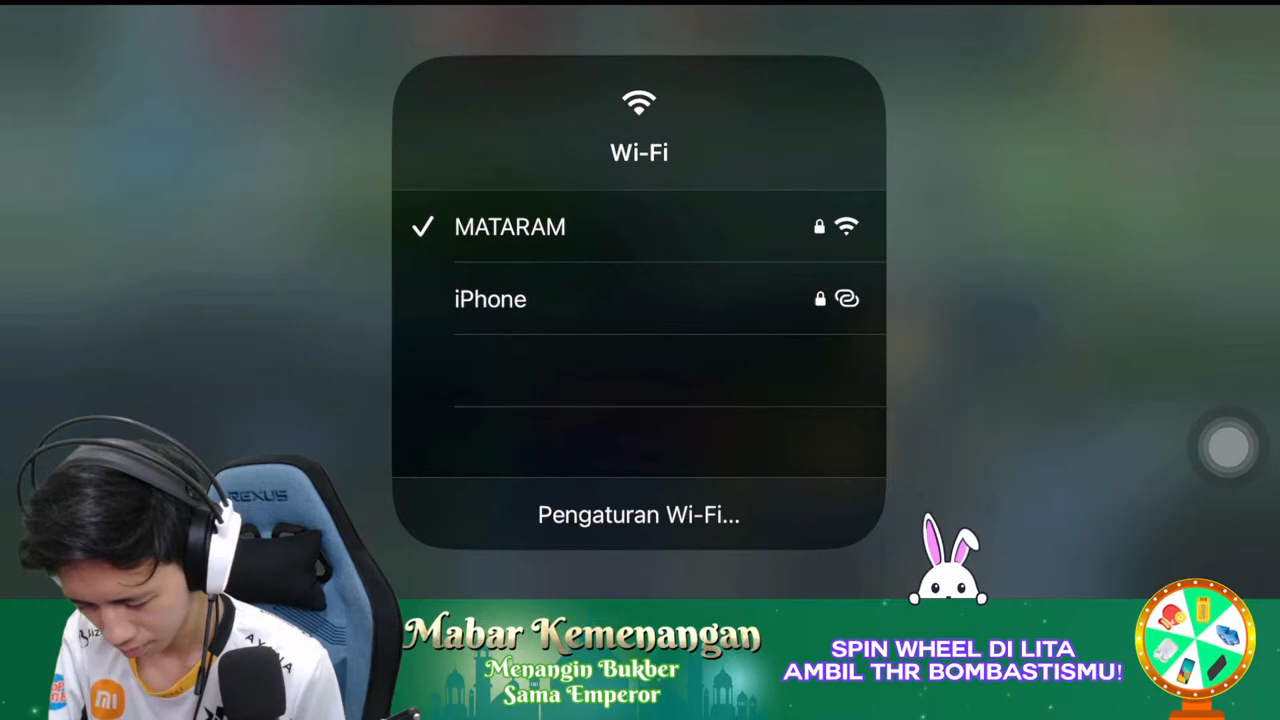 Wi-Fi
MATARAM
iPhone
Pengaturan Wi-Fi...
REXUS
Mabar Kemenangan
Menangin Bukber
Sama Emperor
SPIN WHEEL DI LITA
AMBIL THR BOMBASTISMU!